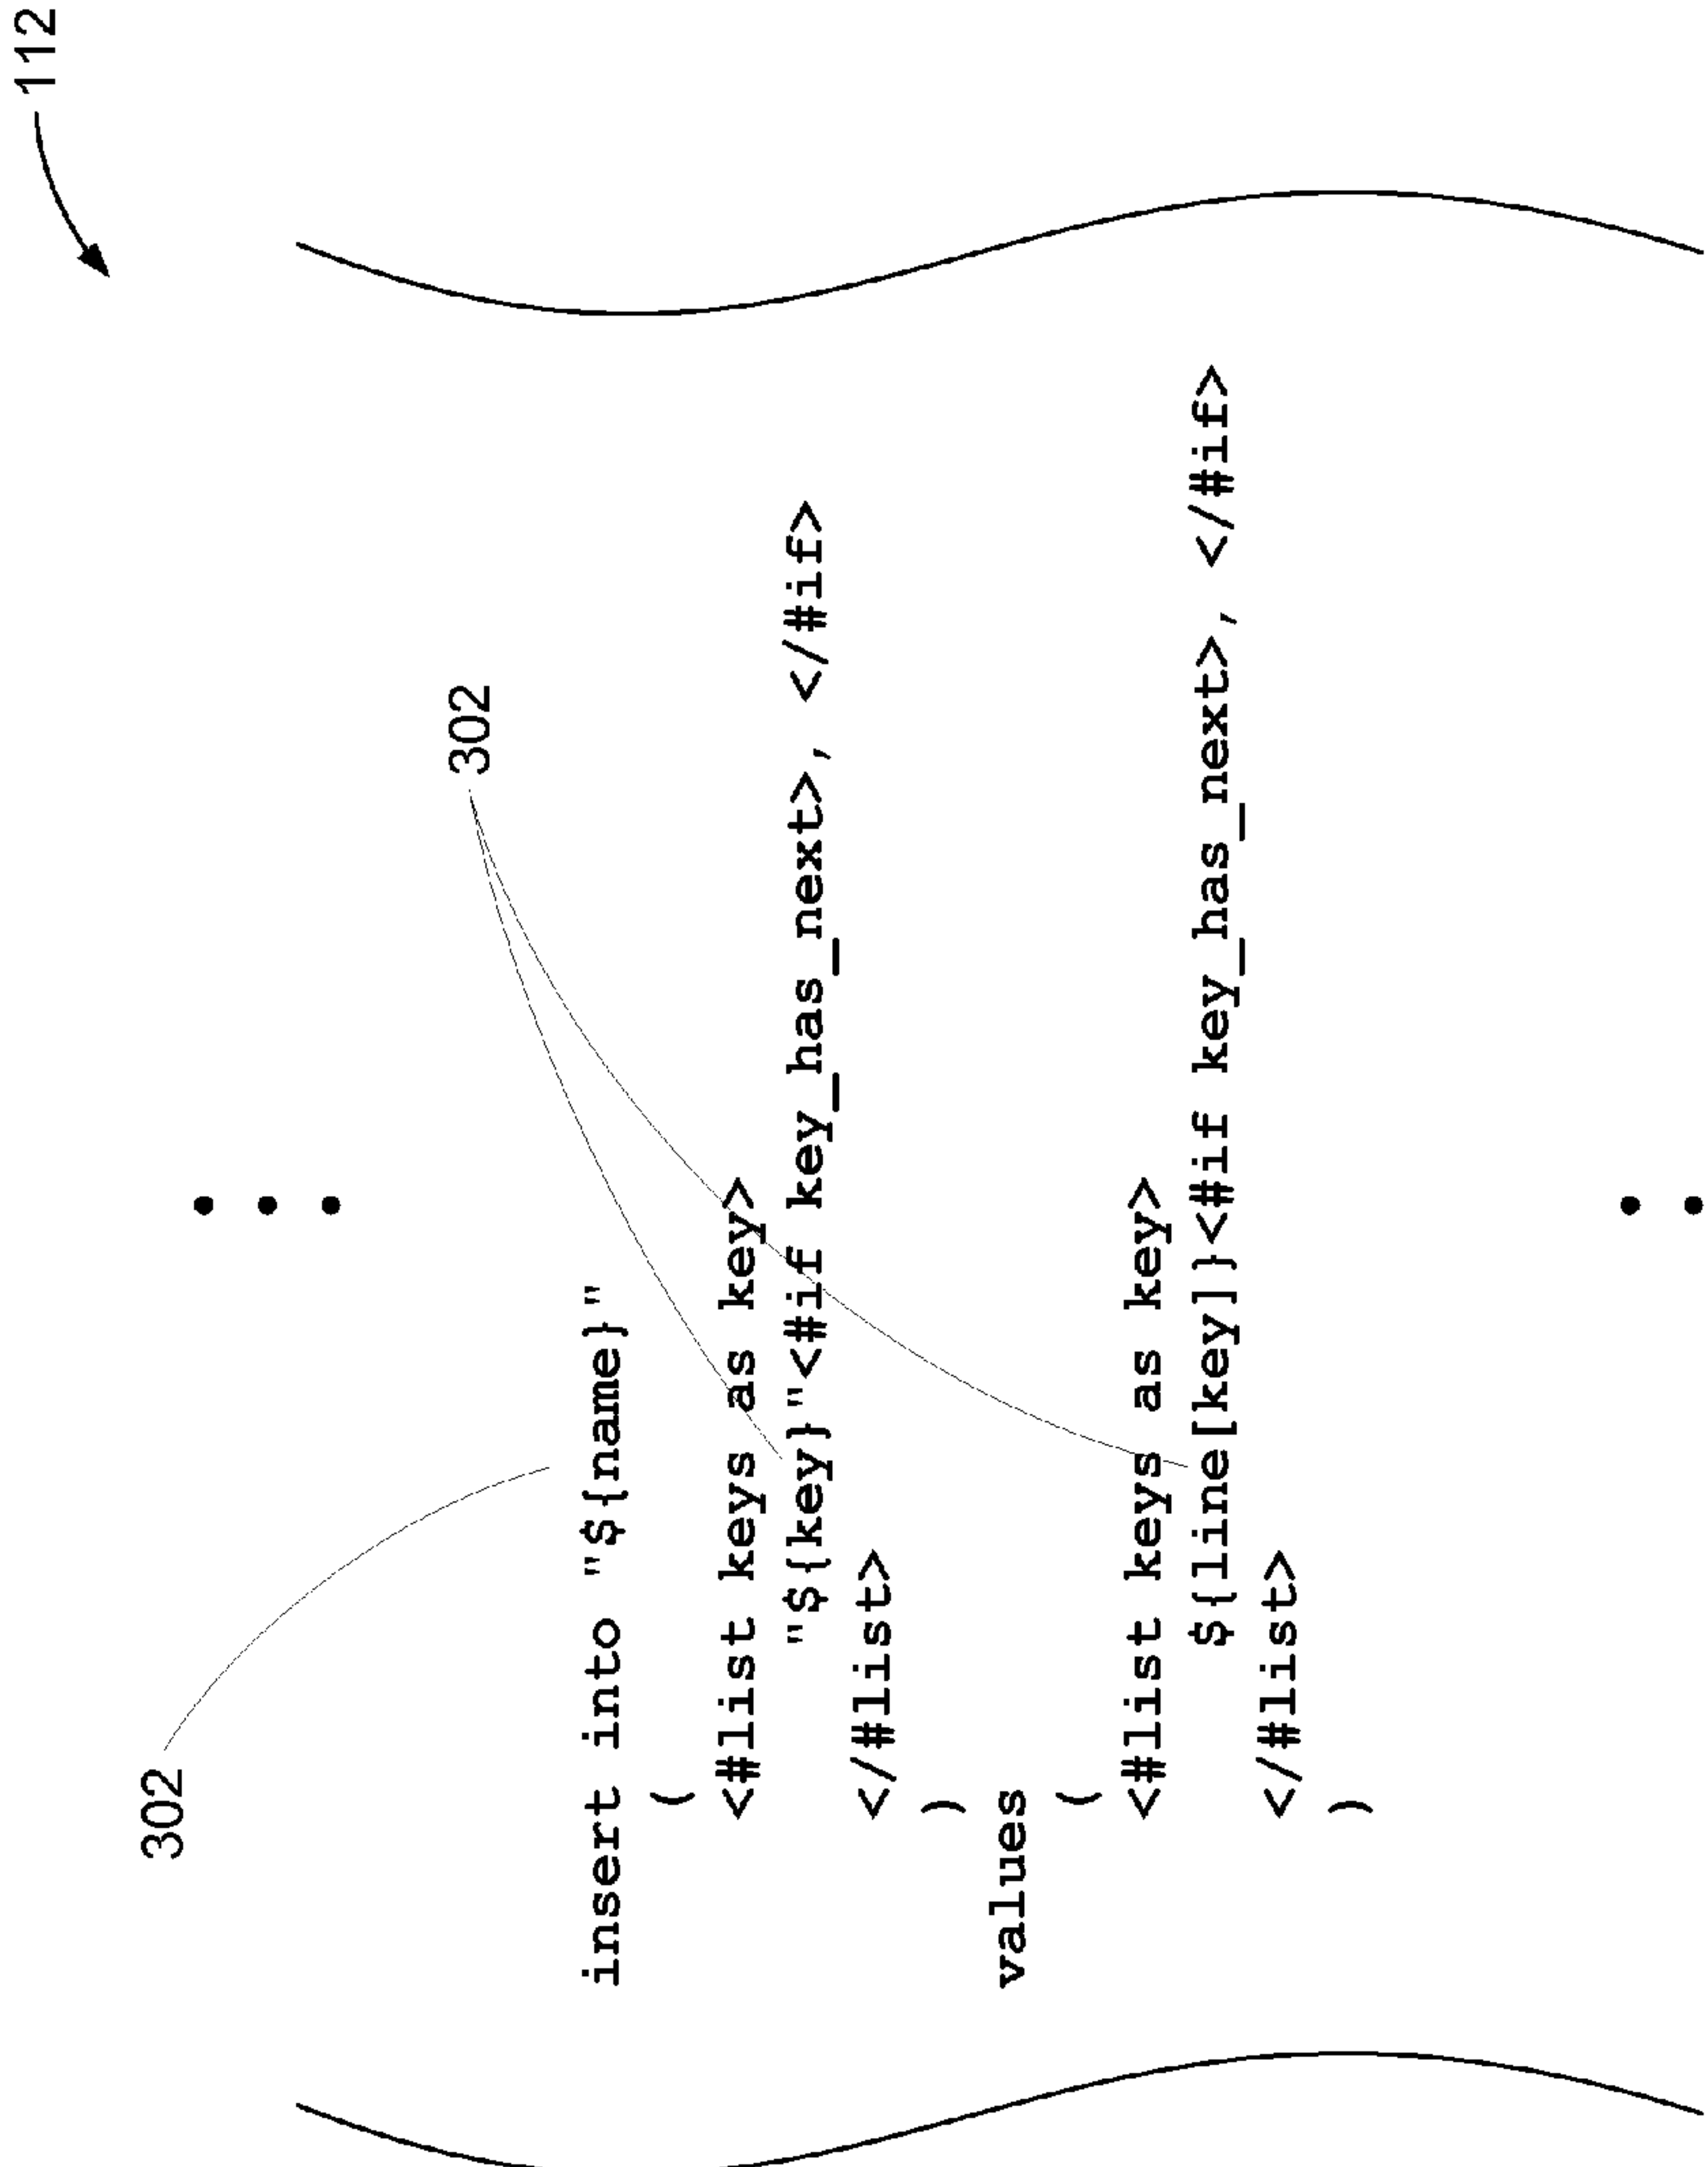 112
302
302
insert into "${name}"
(
<#list keys as key>
"${key}"<#if key_has_next>, </#if>
</#list>
)
values
(
<#list keys as key>
${line[key]}<#if key_has_next>, </#if>
</#list>
)